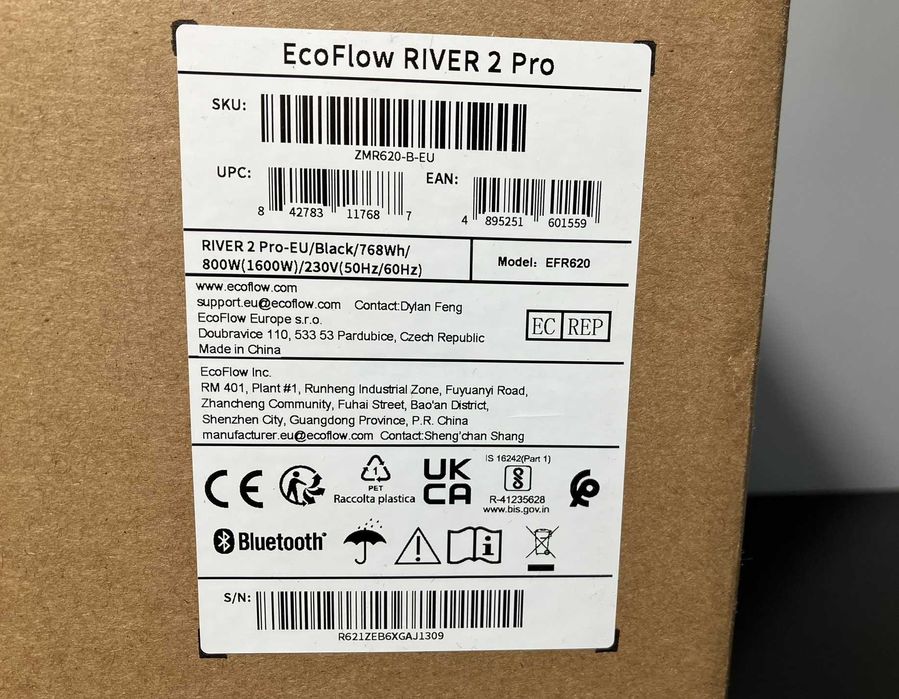 EcoFlow RIVER 2 Pro
SKU:
ZMR620-B-EU
UPC: EAN:
8 42783 11768 7
4 895251 601559
RIVER 2 Pro-EU/Black/768Wh/
800W(1600W)/230V(50Hz/60Hz)
Model: EFR620
www.ecoflow.com
support.eu@ecoflow.com Contact:Dylan Feng
EcoFlow Europe s.r.o.
Doubravice 110, 533 53 Pardubice, Czech Republic
Made in China
EC REP
EcoFlow Inc.
RM 401, Plant #1, Runheng Industrial Zone, Fuyuanyi Road,
Zhancheng Community, Fuhai Street, Bao'an District,
Shenzhen City, Guangdong Province, P.R. China
manufacturer.eu@ecoflow.com Contact:Sheng'chan Shang
CE
1
PET
Raccolta plastica
UK
CA
IS 16242(Part 1)
R-41235628
www.bis.gov.in
Bluetooth®
S/N:
R621ZEB6XGAJ1309